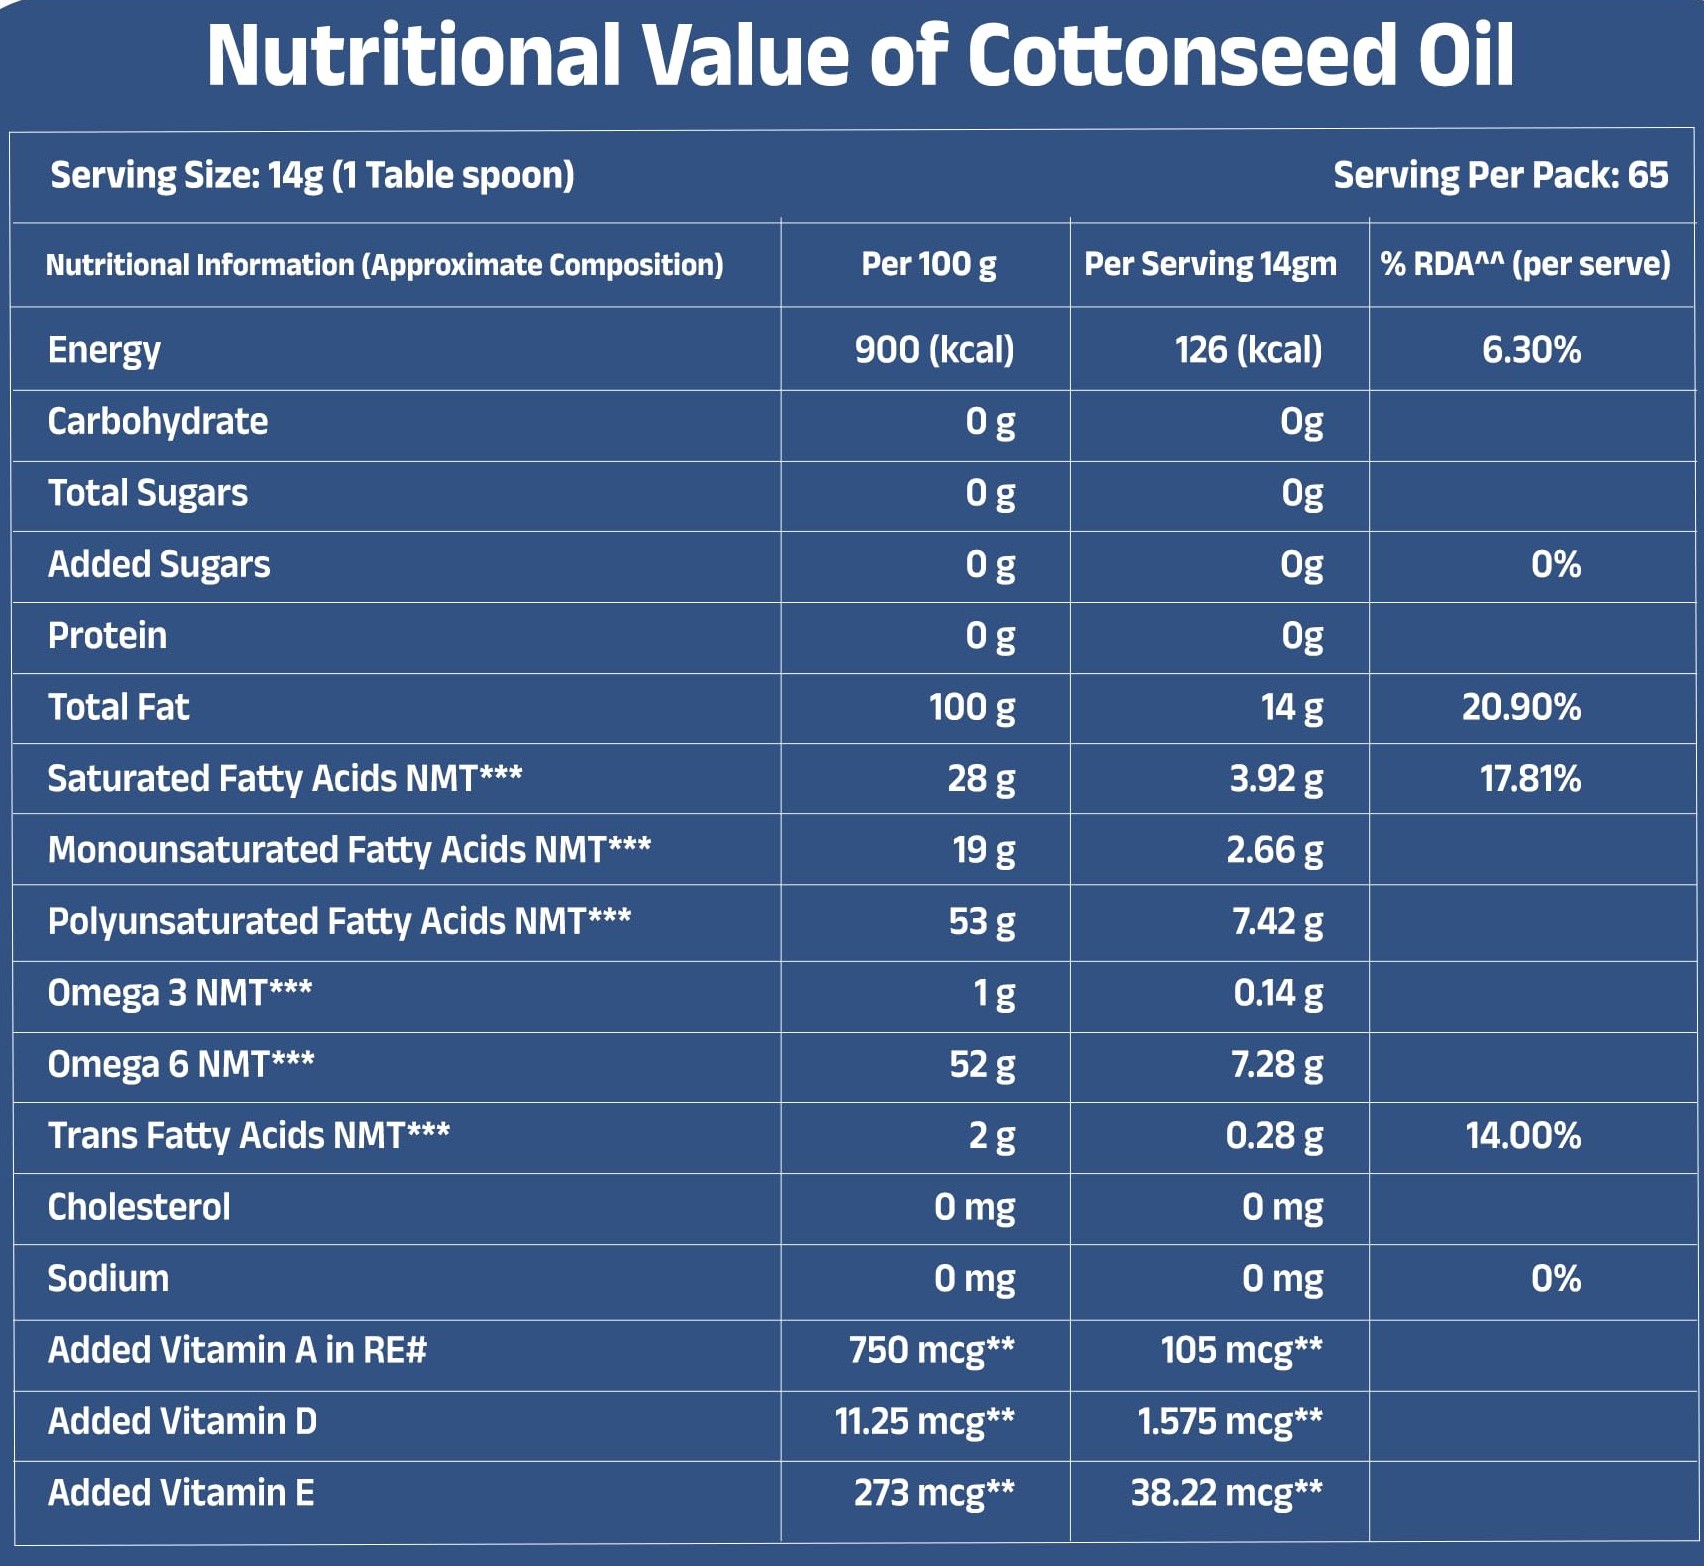 Nutritional Value of Cottonseed Oil
Serving Size: 14g (1 Table spoon) Serving Per Pack: 65
Nutritional Information (Approximate Composition) Per 100 g Per Serving 14gm % RDA^^ (per serve)
Energy 900 (kcal) 126 (kcal) 6.30%
Carbohydrate 0 g 0g
Total Sugars 0 g 0g
Added Sugars 0 g 0g 0%
Protein 0 g 0g
Total Fat 100 g 14 g 20.90%
Saturated Fatty Acids NMT*** 28 g 3.92 g 17.81%
Monounsaturated Fatty Acids NMT*** 19 g 2.66 g
Polyunsaturated Fatty Acids NMT*** 53 g 7.42 g
Omega 3 NMT*** 1 g 0.14 g
Omega 6 NMT*** 52 g 7.28 g
Trans Fatty Acids NMT*** 2 g 0.28 g 14.00%
Cholesterol 0 mg 0 mg
Sodium 0 mg 0 mg 0%
Added Vitamin A in RE# 750 mcg** 105 mcg**
Added Vitamin D 11.25 mcg** 1.575 mcg**
Added Vitamin E 273 mcg** 38.22 mcg**